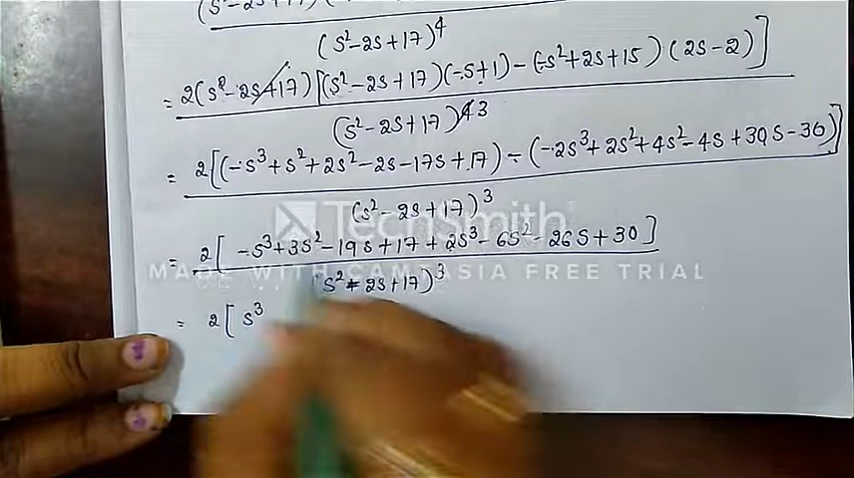 (s²-2s+17)⁴
= 2(s²-2s+17)[(s²-2s+17)(-s+1)-(-s²+2s+15)(2s-2)]
(s²-2s+17)⁴ 3
= 2[(-s³+s²+2s²-2s-17s+17)-(-2s³+2s²+4s²-4s+30s-30)]
(s²-2s+17)³
= 2[-s³+3s²-19s+17+2s³-6s²-26s+30]
(s²-2s+17)³
= 2[s³
TechSmith
MADE WITH CAMTASIA FREE TRIAL